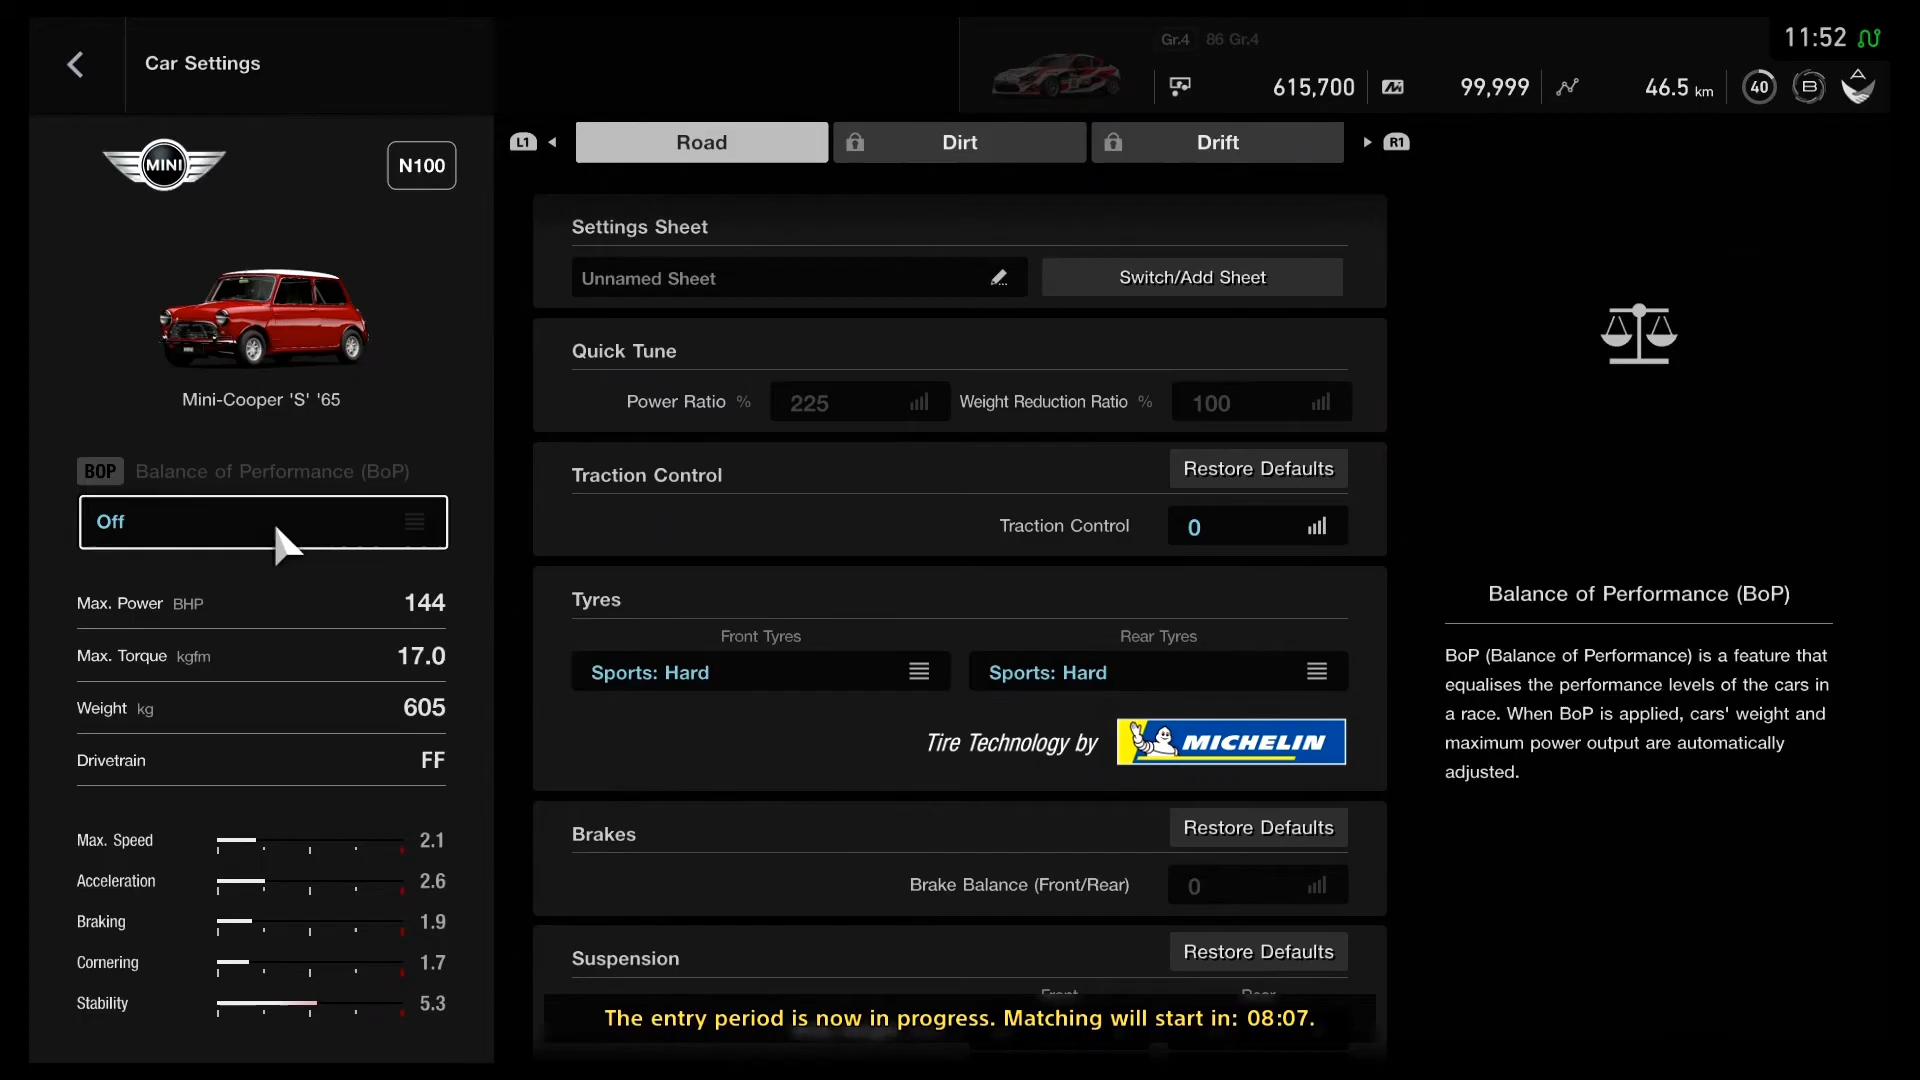 Car Settings
Gr.4 86 Gr.4
11:52
615,700
99,999
46.5 km
40
B
MINI
N100
L1
Road
Dirt
Drift
R1
Settings Sheet
Unnamed Sheet
Switch/Add Sheet
Quick Tune
Power Ratio % 225
Weight Reduction Ratio % 100
Mini-Cooper 'S' '65
BOP Balance of Performance (BoP)
Off
Traction Control
Restore Defaults
Traction Control 0
Max. Power BHP 144
Max. Torque kgfm 17.0
Weight kg 605
Drivetrain FF
Tyres
Front Tyres
Rear Tyres
Sports: Hard
Sports: Hard
Tire Technology by MICHELIN
Balance of Performance (BoP)
BoP (Balance of Performance) is a feature that
equalises the performance levels of the cars in
a race. When BoP is applied, cars' weight and
maximum power output are automatically
adjusted.
Max. Speed 2.1
Acceleration 2.6
Braking 1.9
Cornering 1.7
Stability 5.3
Brakes
Restore Defaults
Brake Balance (Front/Rear) 0
Suspension
Restore Defaults
Front
Rear
The entry period is now in progress. Matching will start in: 08:07.